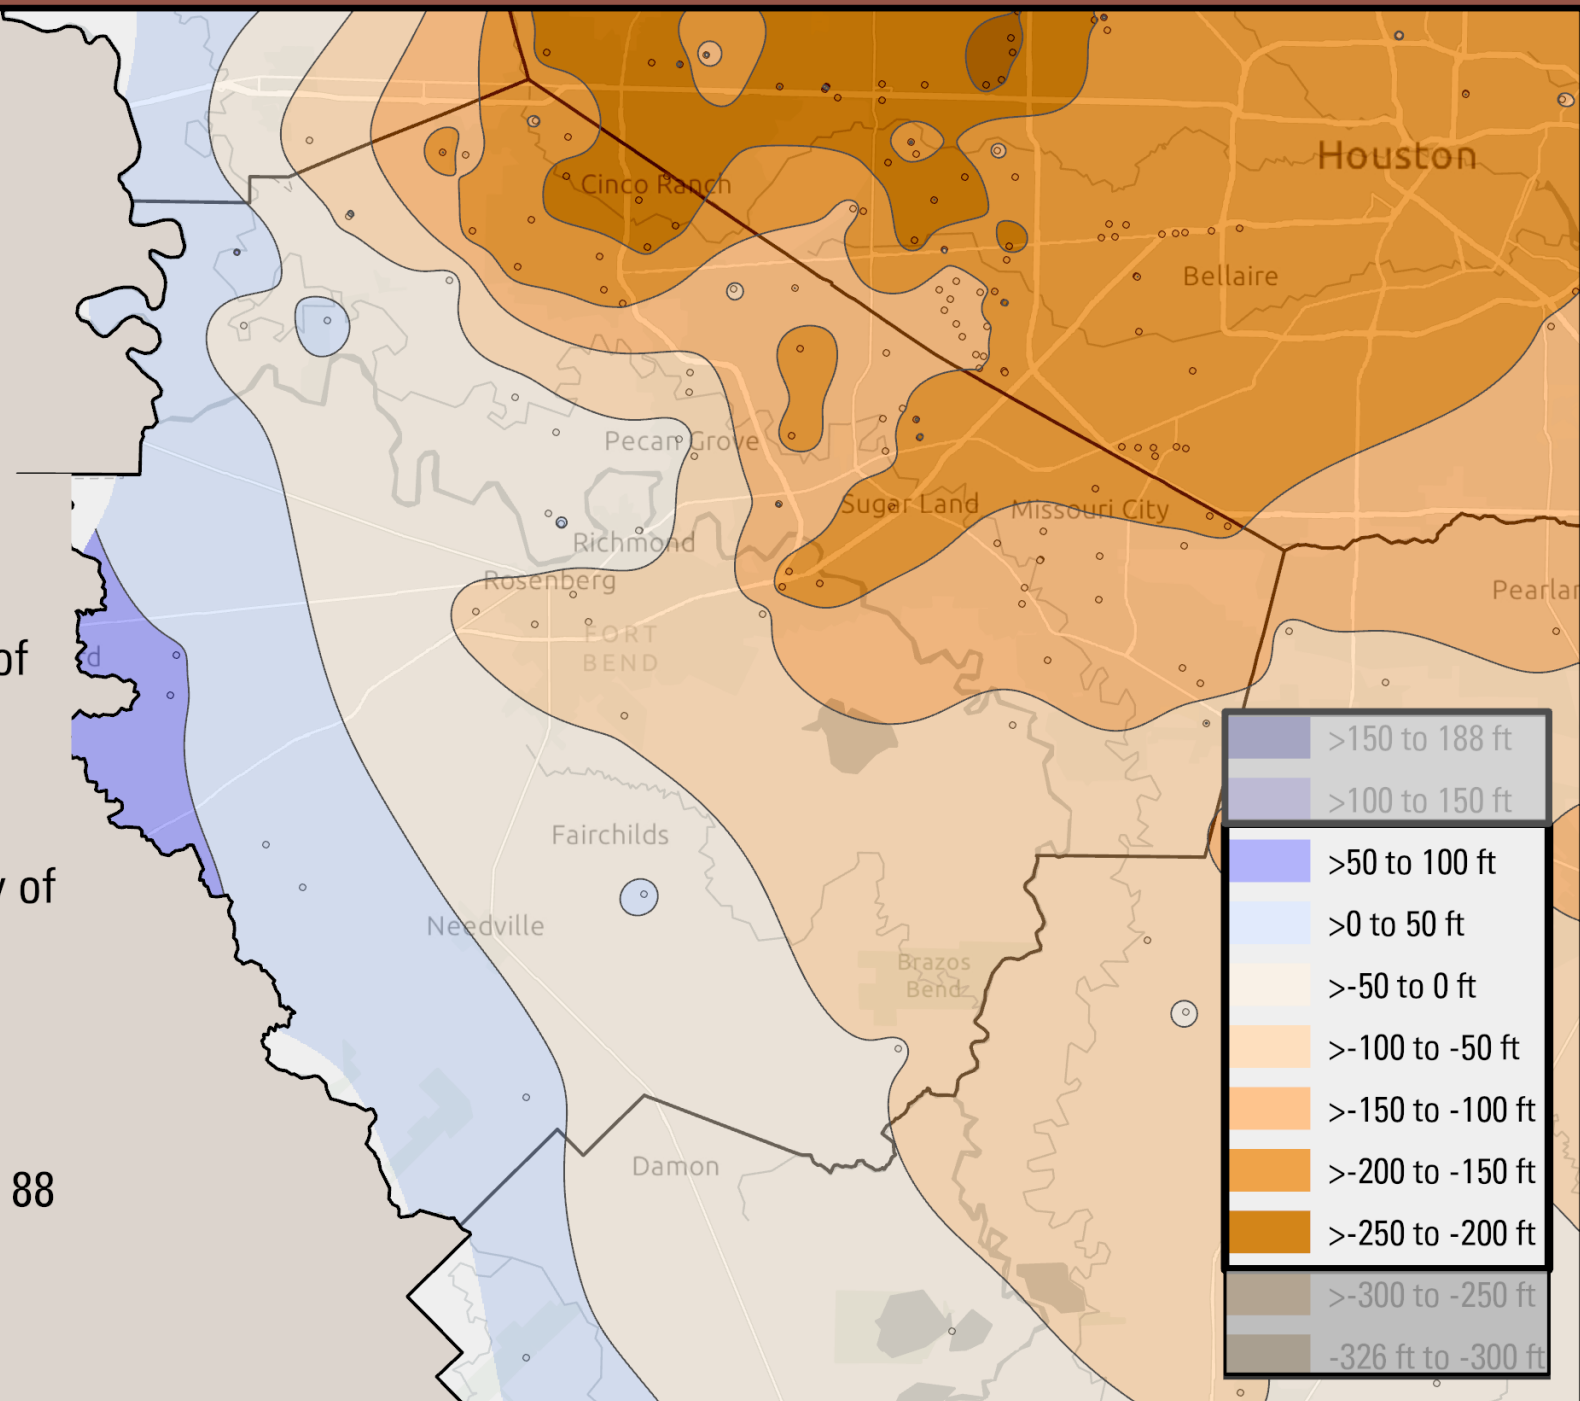 Houston
Cinco Ranch
Bellaire
Pecan Grove
Sugar Land
Missouri City
Richmond
Rosenberg
Pearlan
FORT
BEND
of
d
>150 to 188 ft
>100 to 150 ft
Fairchilds
>50 to 100 ft
y of
>0 to 50 ft
Needville
Brazos
Bend
>-50 to 0 ft
>-100 to -50 ft
>-150 to -100 ft
Damon
88
>-200 to -150 ft
>-250 to -200 ft
>-300 to -250 ft
-326 ft to -300 ft